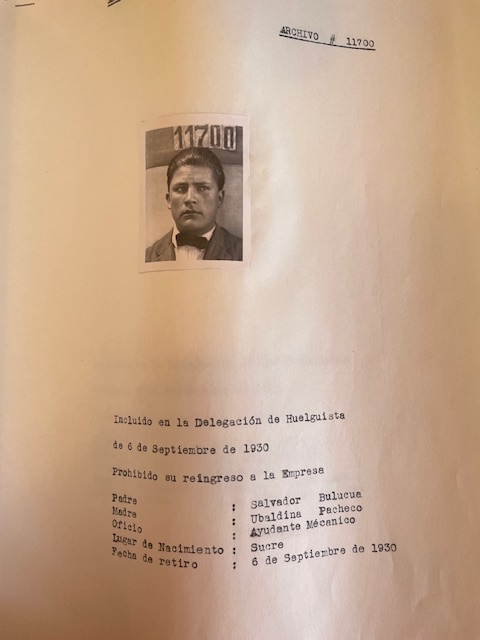 ARCHIVO # 11700
11700
Incluido en la Delegación de Huelguista
de 6 de Septiembre de 1930
Prohibido su reingreso a la Empresa
Padre : Salvador Bulucua
Madre : Ubaldina Pacheco
Oficio : Ayudante Mécanico
Lugar de Nacimiento : Sucre
Fecha de retiro : 6 de Septiembre de 1930